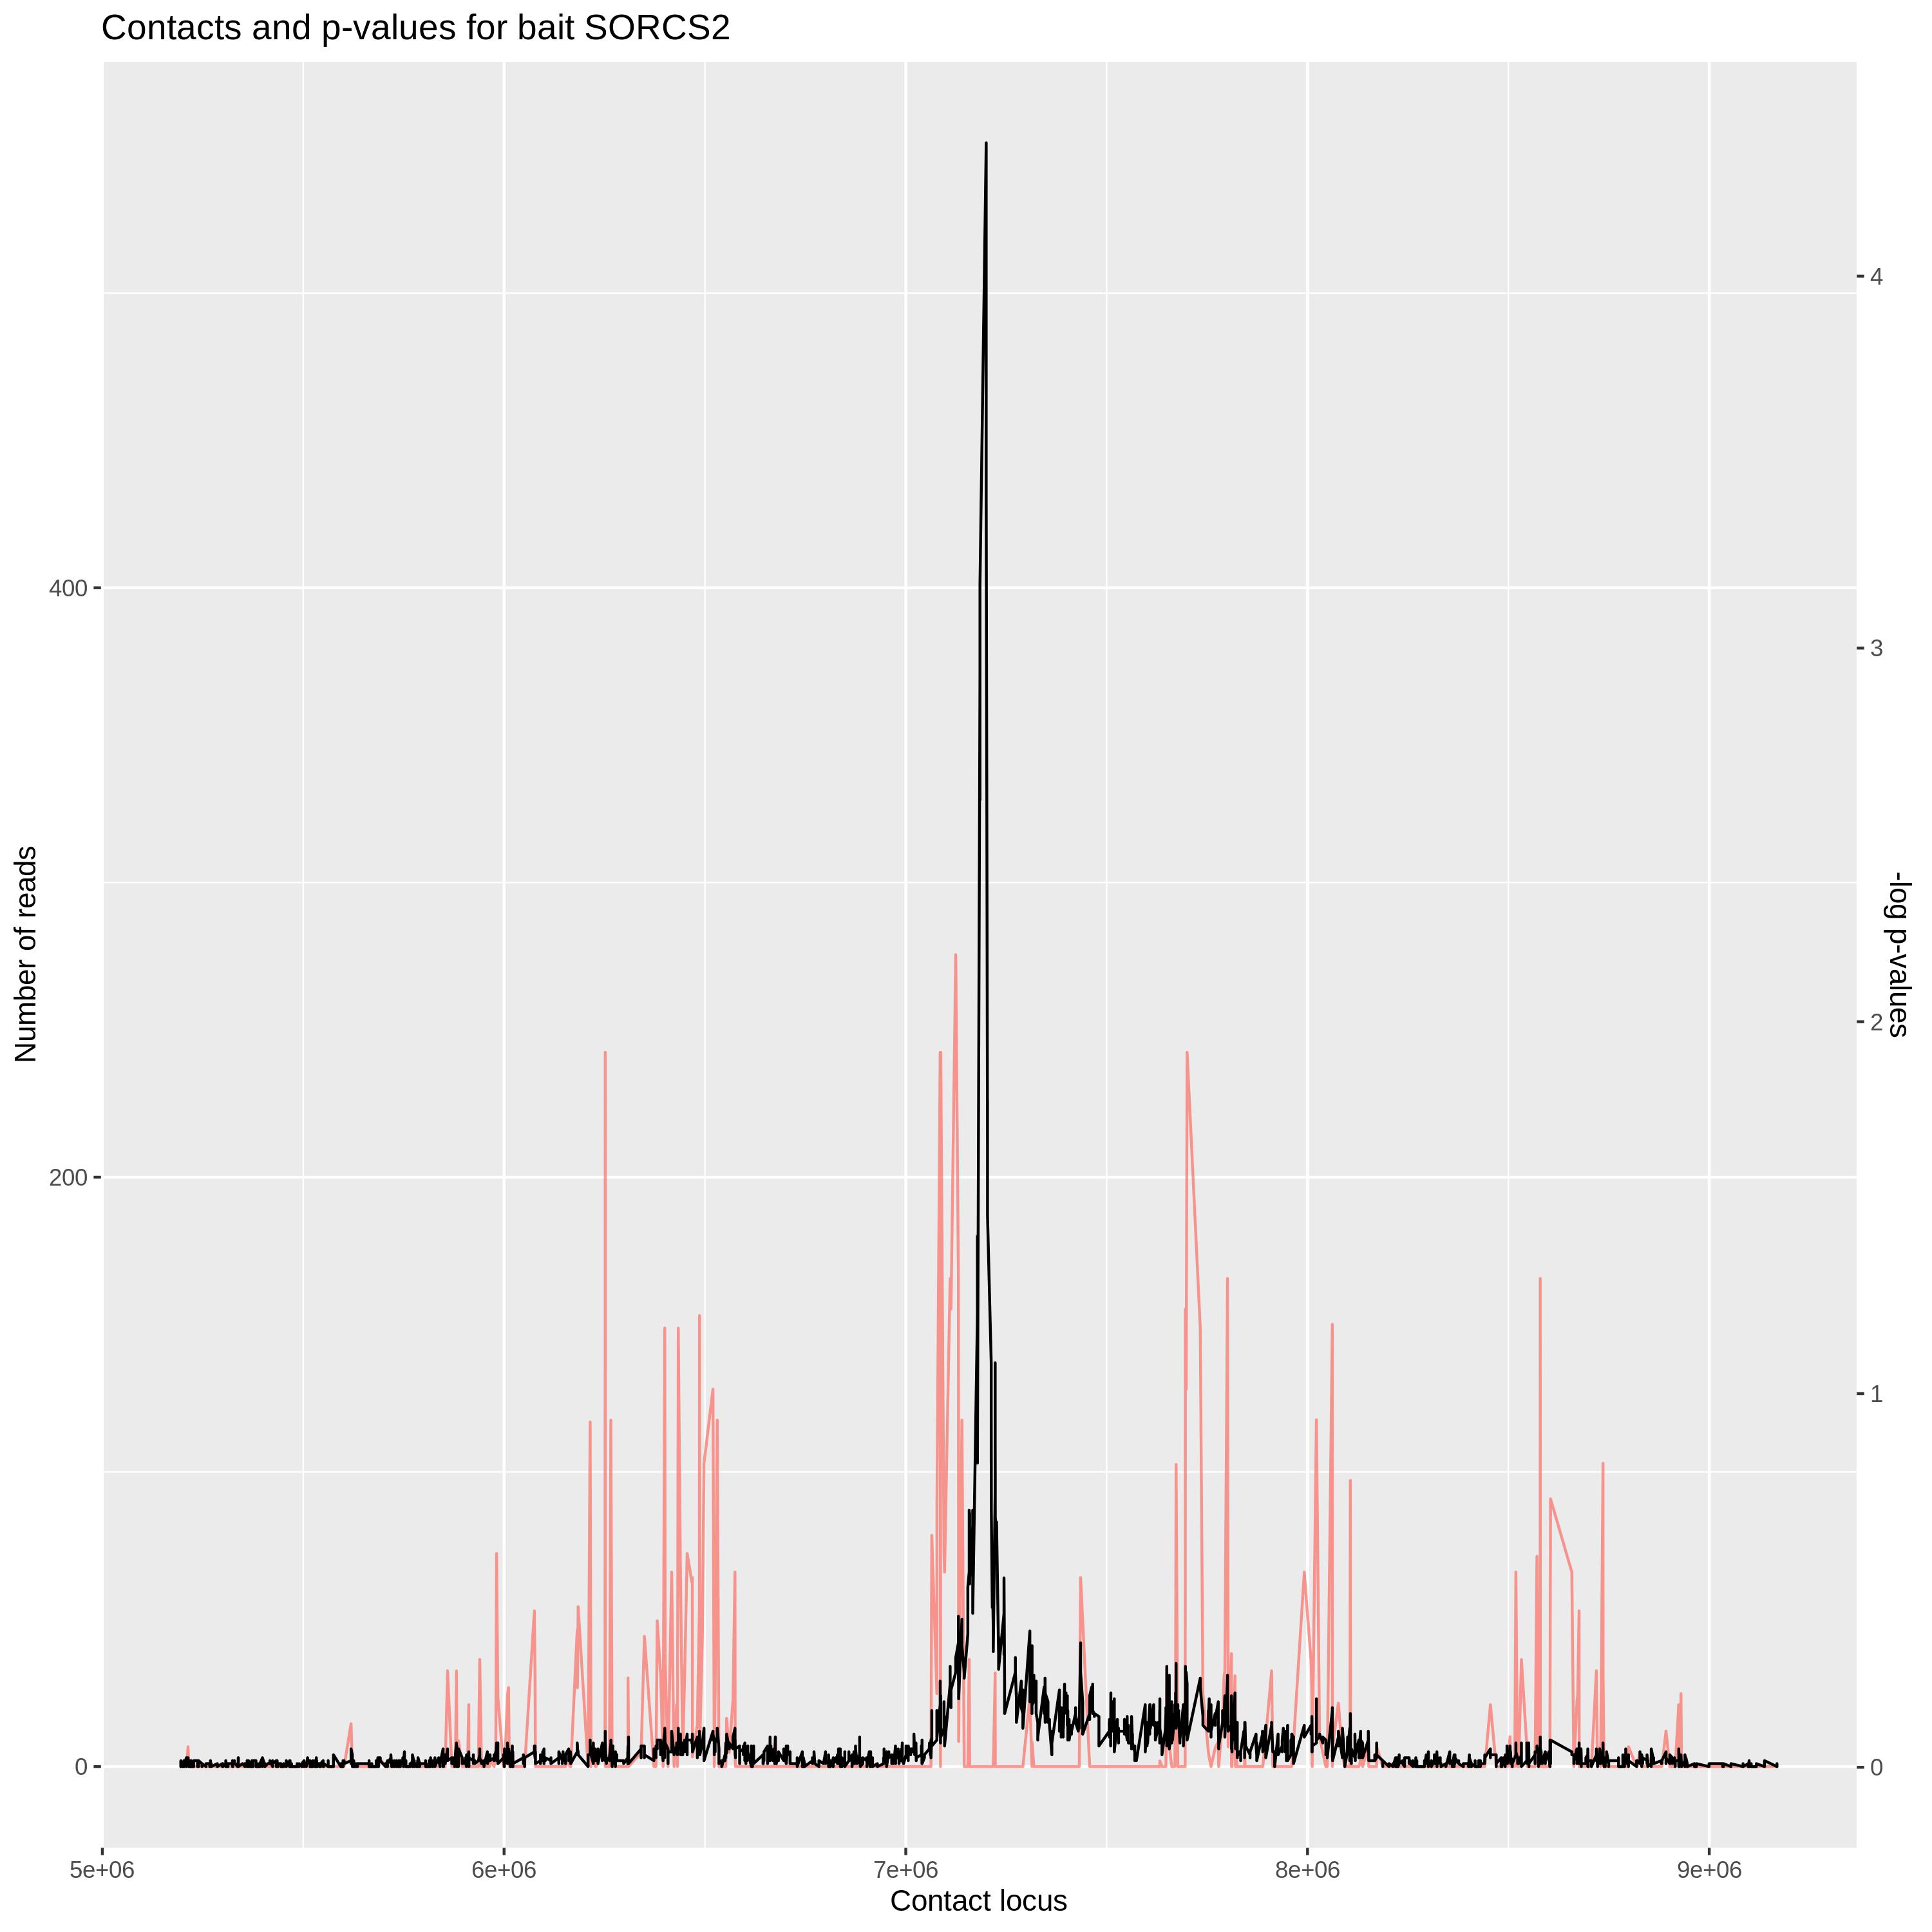 Contacts and p-values for bait SORCS2
Number of reads
400
200
0
4
3
2
1
0
-log p-values
5e+06 6e+06 7e+06 8e+06 9e+06
Contact locus